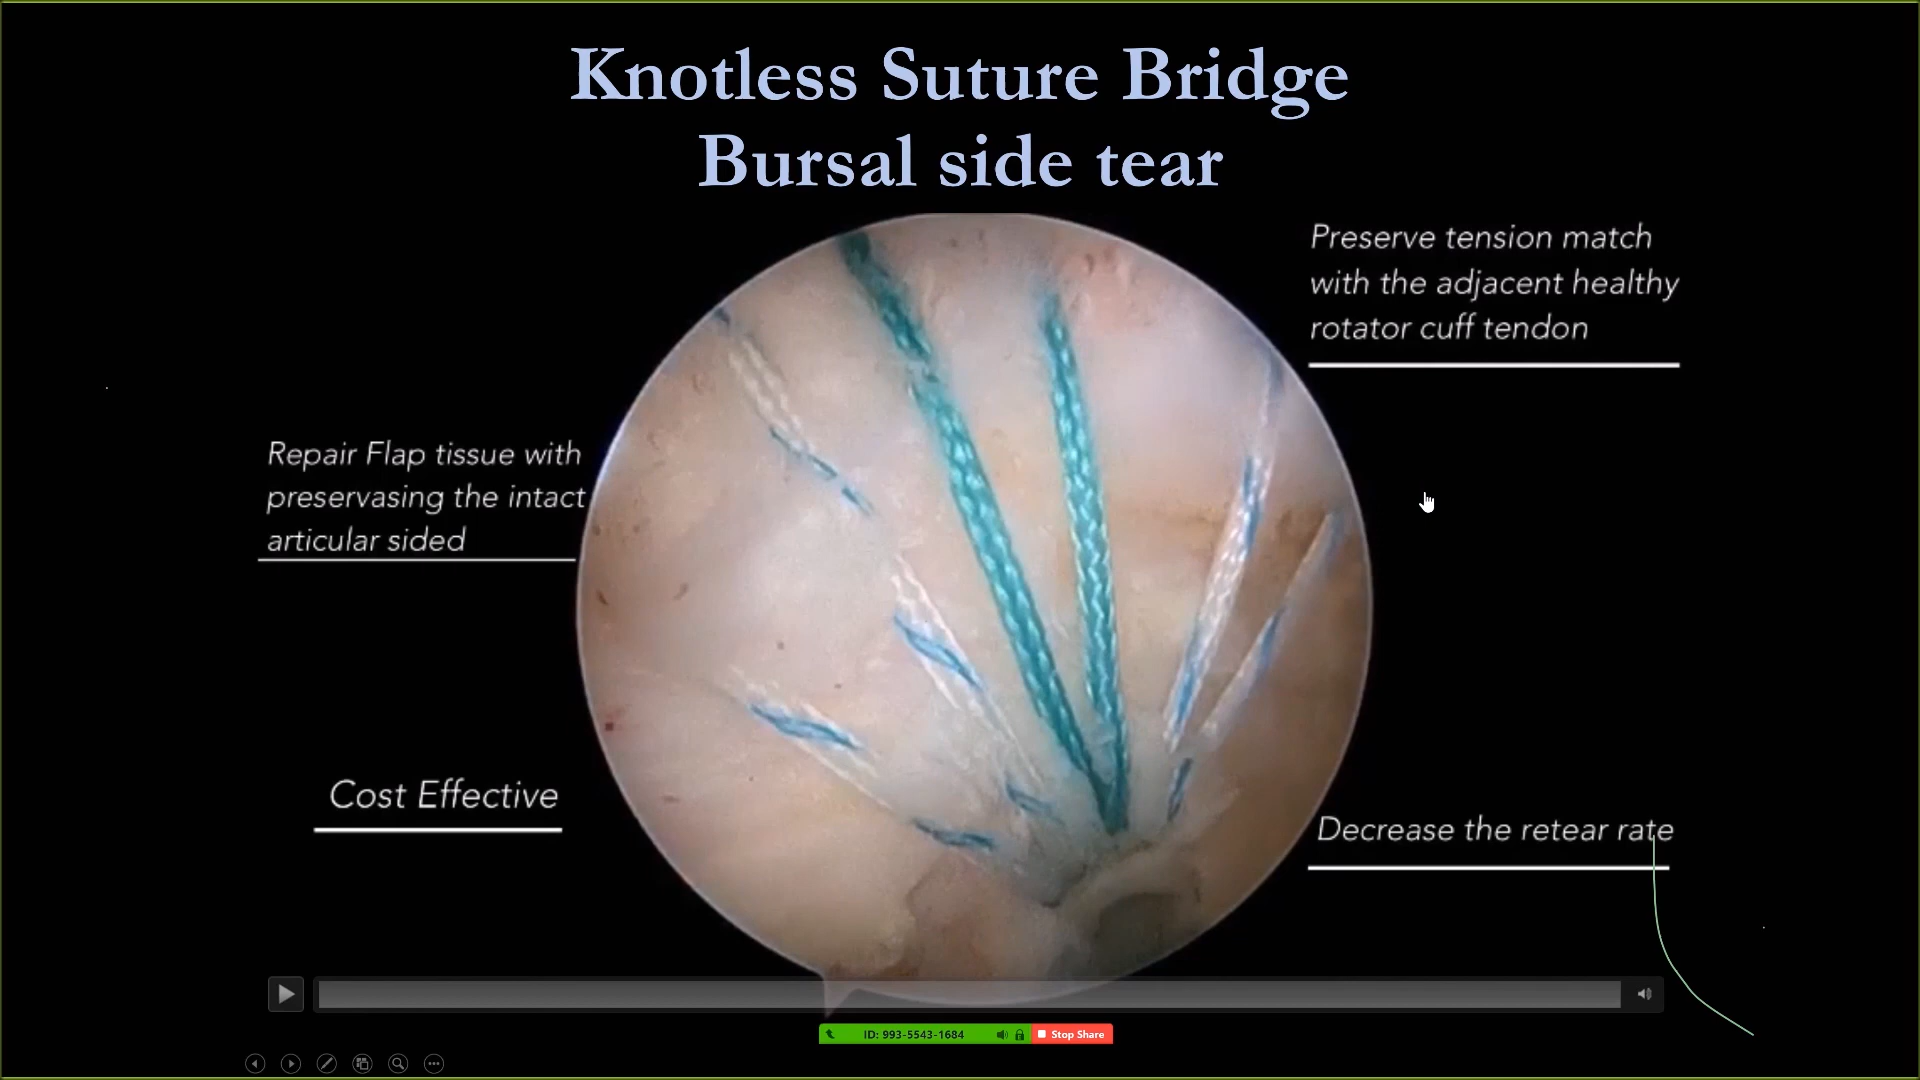 Knotless Suture Bridge
Bursal side tear
Preserve tension match
with the adjacent healthy
rotator cuff tendon
Repair Flap tissue with
preservasing the intact
articular sided
Cost Effective
Decrease the retear rate
ID: 993-5543-1684
Stop Share